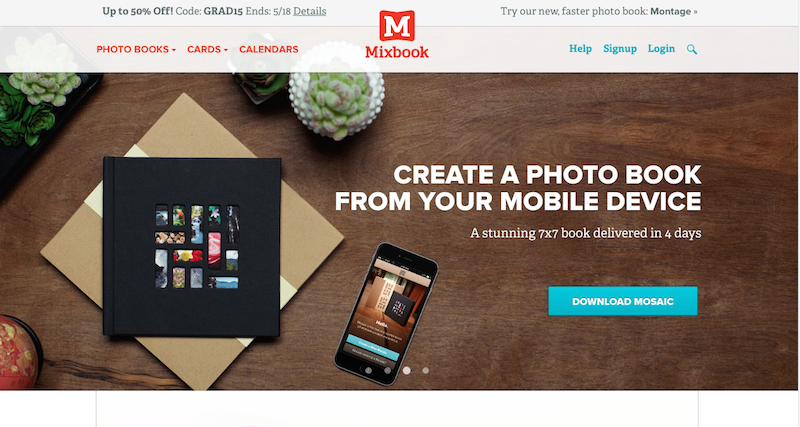 Up to 50% Off! Code: GRAD15 Ends: 5/18 Details
Try our new, faster photo book: Montage »
M
Mixbook
PHOTO BOOKS
CARDS
CALENDARS
Help
Signup
Login
CREATE A PHOTO BOOK
FROM YOUR MOBILE DEVICE
A stunning 7x7 book delivered in 4 days
DOWNLOAD MOSAIC
Hello.